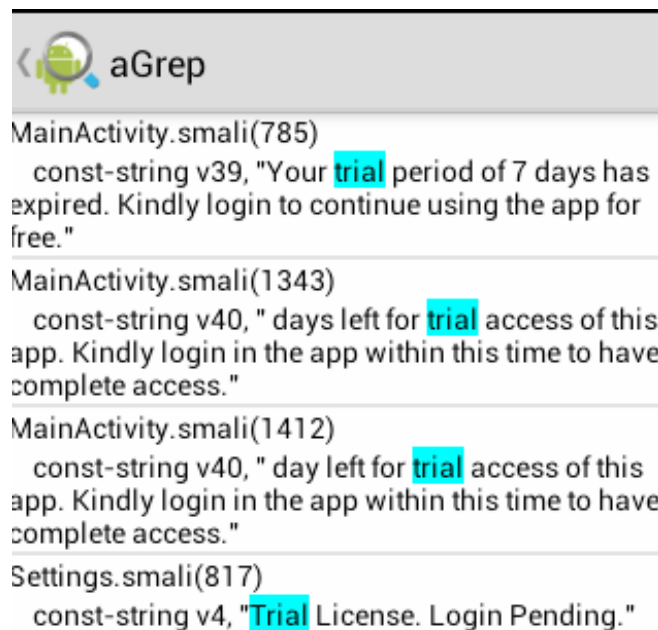 aGrep
MainActivity.smali(785)
const-string v39, "Your trial period of 7 days has
expired. Kindly login to continue using the app for
free."
MainActivity.smali(1343)
const-string v40, " days left for trial access of this
app. Kindly login in the app within this time to have
complete access."
MainActivity.smali(1412)
const-string v40, " day left for trial access of this
app. Kindly login in the app within this time to have
complete access."
Settings.smali(817)
const-string v4, "Trial License. Login Pending."